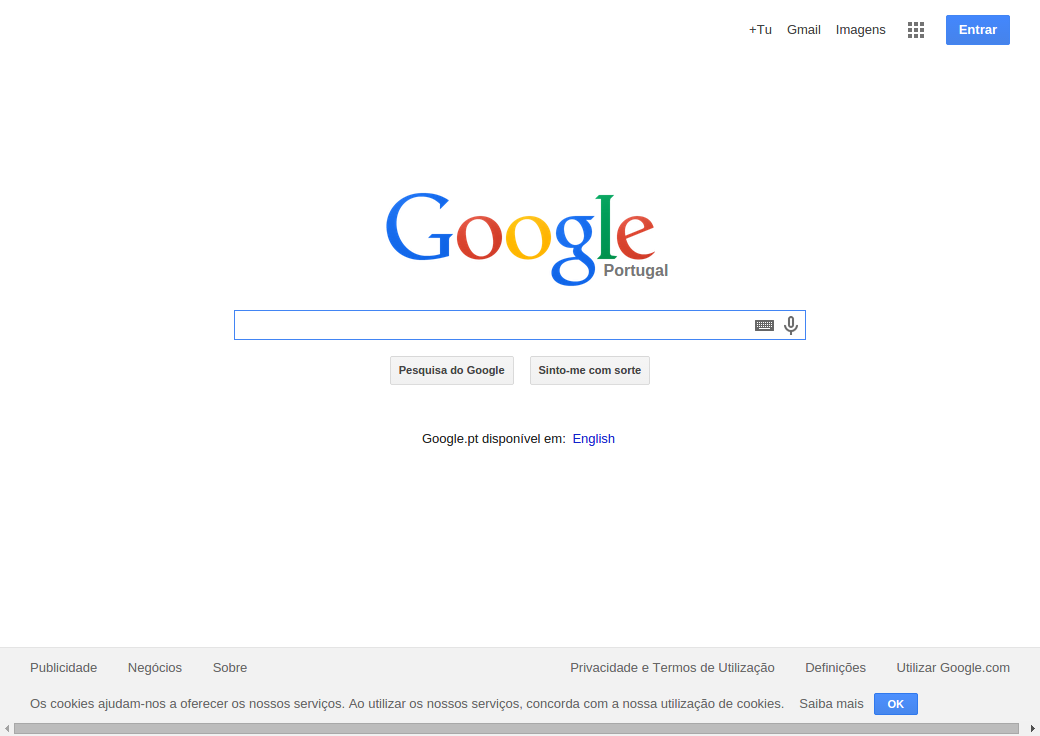 +Tu Gmail Imagens Entrar
Google
Portugal
Pesquisa do Google Sinto-me com sorte
Google.pt disponível em: English
Publicidade Negócios Sobre Privacidade e Termos de Utilização Definições Utilizar Google.com
Os cookies ajudam-nos a oferecer os nossos serviços. Ao utilizar os nossos serviços, concorda com a nossa utilização de cookies. Saiba mais OK